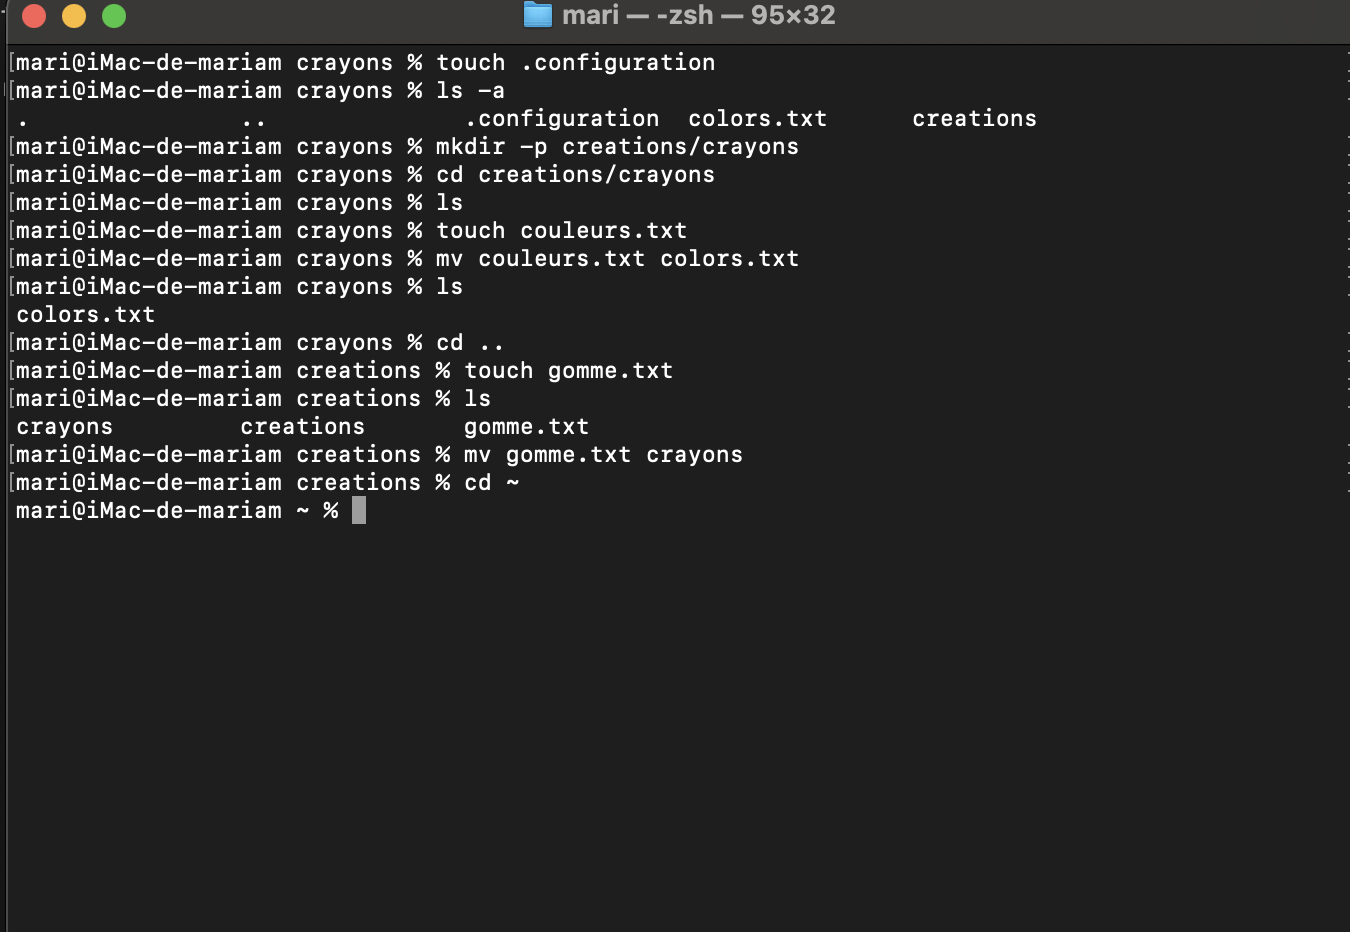 mari — -zsh — 95×32
[mari@iMac-de-mariam crayons % touch .configuration
[mari@iMac-de-mariam crayons % ls -a
. .. .configuration colors.txt creations
[mari@iMac-de-mariam crayons % mkdir -p creations/crayons
[mari@iMac-de-mariam crayons % cd creations/crayons
[mari@iMac-de-mariam crayons % ls
[mari@iMac-de-mariam crayons % touch couleurs.txt
[mari@iMac-de-mariam crayons % mv couleurs.txt colors.txt
[mari@iMac-de-mariam crayons % ls
colors.txt
[mari@iMac-de-mariam crayons % cd ..
[mari@iMac-de-mariam creations % touch gomme.txt
[mari@iMac-de-mariam creations % ls
crayons creations gomme.txt
[mari@iMac-de-mariam creations % mv gomme.txt crayons
[mari@iMac-de-mariam creations % cd ~
mari@iMac-de-mariam ~ %